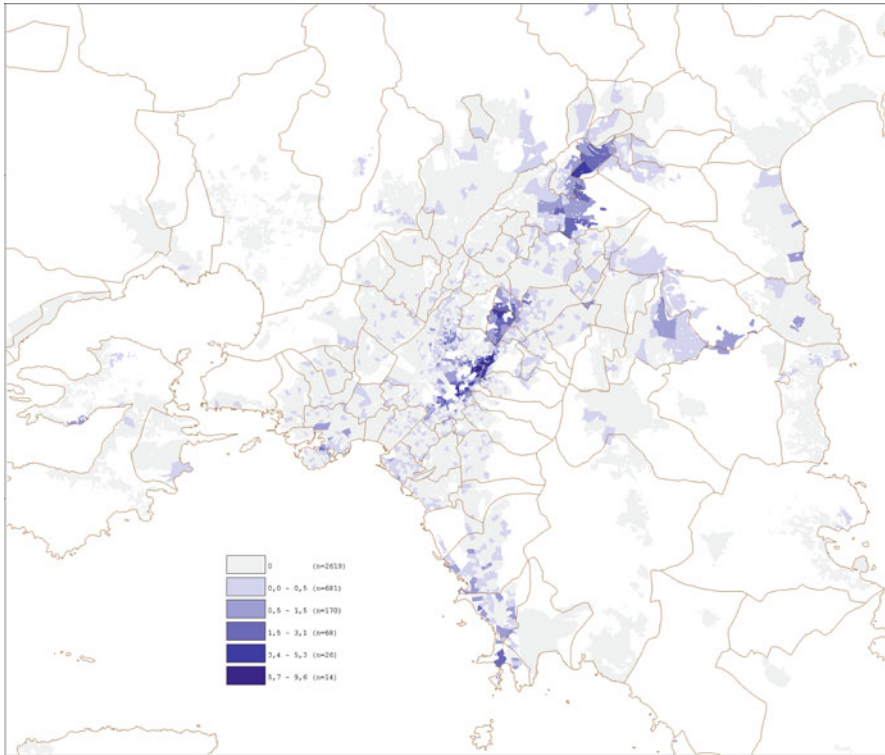 0 (n=2619)
0,0 - 0,5 (n=681)
0,5 - 1,5 (n=170)
1,5 - 3,1 (n=68)
3,4 - 5,3 (n=26)
5,7 - 9,6 (n=14)